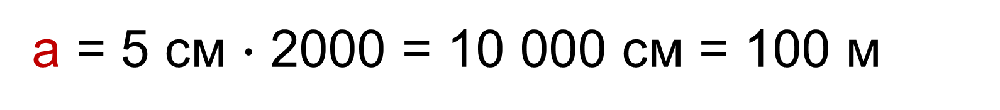 а = 5 см · 2000 = 10 000 см = 100 м